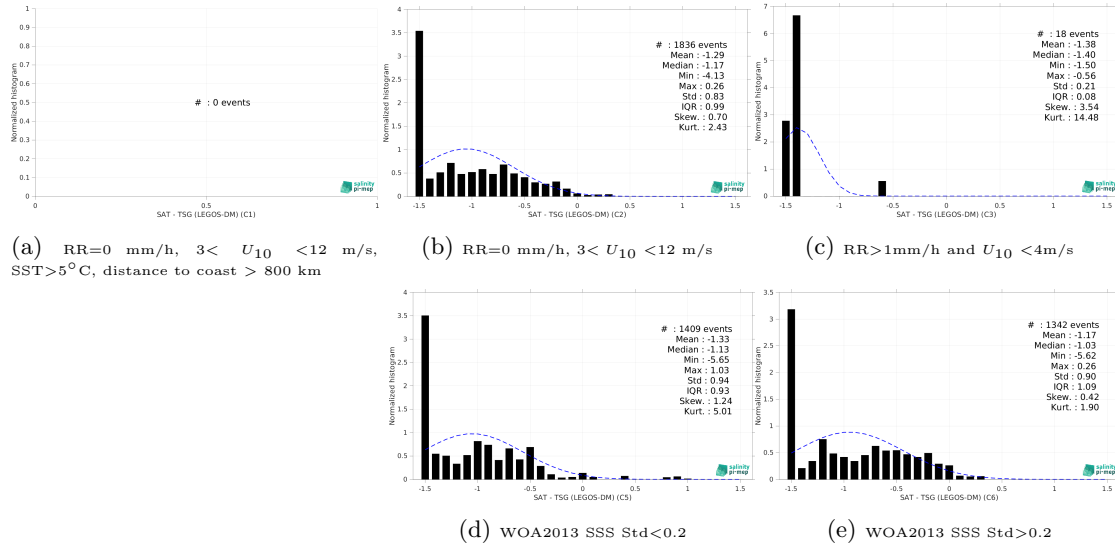 1
0.9
0.8
0.7
0.6
0.5
0.4
0.3
0.2
0.1
0
Normalized histogram
# : 0 events
salinity
pi-mep
0 0.5 1
SAT - TSG (LEGOS-DM) (C1)
(a) RR=0 mm/h, 3< U10 <12 m/s,
SST>5°C, distance to coast > 800 km
4
3.5
3
2.5
2
1.5
1
0.5
0
Normalized histogram
# : 1836 events
Mean : -1.29
Median : -1.17
Min : -4.13
Max : 0.26
Std : 0.83
IQR : 0.99
Skew. : 0.70
Kurt. : 2.43
salinity
pi-mep
-1.5 -1 -0.5 0 0.5 1 1.5
SAT - TSG (LEGOS-DM) (C2)
(b) RR=0 mm/h, 3< U10 <12 m/s
7
6
5
4
3
2
1
0
Normalized histogram
# : 18 events
Mean : -1.38
Median : -1.40
Min : -1.50
Max : -0.56
Std : 0.21
IQR : 0.08
Skew. : 3.54
Kurt. : 14.48
salinity
pi-mep
-1.5 -1 -0.5 0 0.5 1 1.5
SAT - TSG (LEGOS-DM) (C3)
(c) RR>1mm/h and U10 <4m/s
4
3.5
3
2.5
2
1.5
1
0.5
0
Normalized histogram
# : 1409 events
Mean : -1.33
Median : -1.13
Min : -5.65
Max : 1.03
Std : 0.94
IQR : 0.93
Skew. : 1.24
Kurt. : 5.01
salinity
pi-mep
-1.5 -1 -0.5 0 0.5 1 1.5
SAT - TSG (LEGOS-DM) (C5)
(d) WOA2013 SSS Std<0.2
3.5
3
2.5
2
1.5
1
0.5
0
Normalized histogram
# : 1342 events
Mean : -1.17
Median : -1.03
Min : -5.62
Max : 0.26
Std : 0.90
IQR : 1.09
Skew. : 0.42
Kurt. : 1.90
salinity
pi-mep
-1.5 -1 -0.5 0 0.5 1 1.5
SAT - TSG (LEGOS-DM) (C6)
(e) WOA2013 SSS Std>0.2